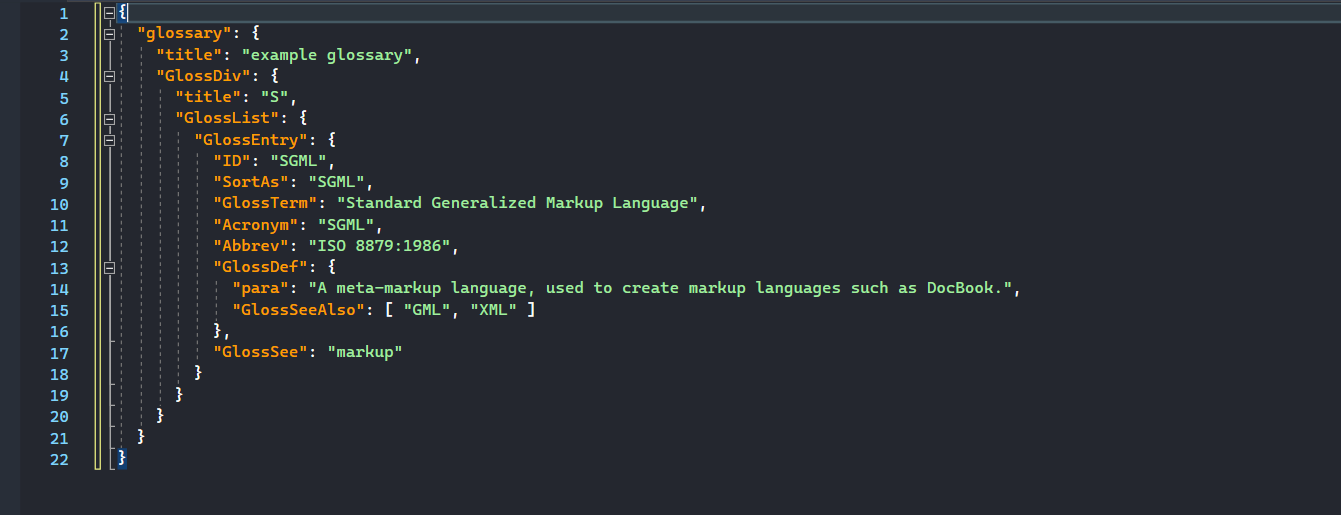 1 {
2   "glossary": {
3     "title": "example glossary",
4     "GlossDiv": {
5       "title": "S",
6       "GlossList": {
7         "GlossEntry": {
8           "ID": "SGML",
9           "SortAs": "SGML",
10           "GlossTerm": "Standard Generalized Markup Language",
11           "Acronym": "SGML",
12           "Abbrev": "ISO 8879:1986",
13           "GlossDef": {
14             "para": "A meta-markup language, used to create markup languages such as DocBook.",
15             "GlossSeeAlso": [ "GML", "XML" ]
16           },
17           "GlossSee": "markup"
18         }
19       }
20     }
21   }
22 }